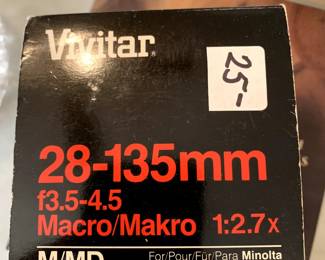 Vivitar
25-
28-135mm
f3.5-4.5
Macro/Makro 1:2.7x
M/MD For/Pour/Für/Para Minolta